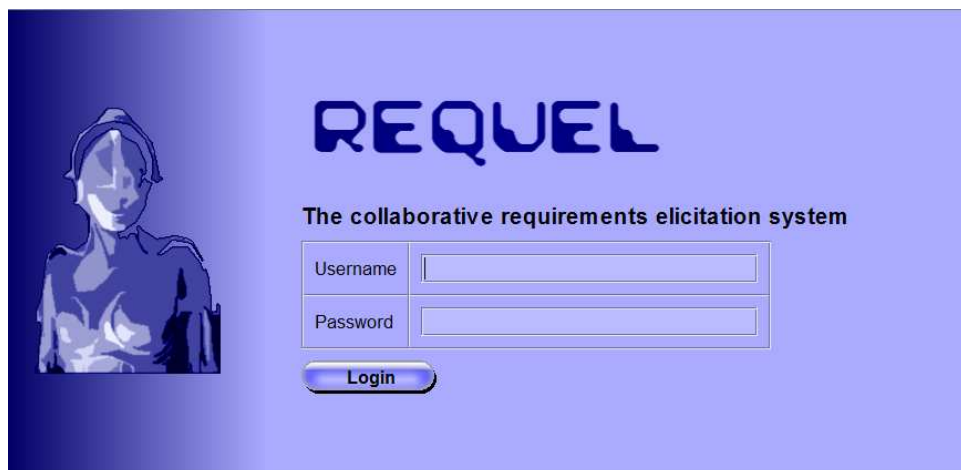 REQUEL
The collaborative requirements elicitation system
Username
Password
Login